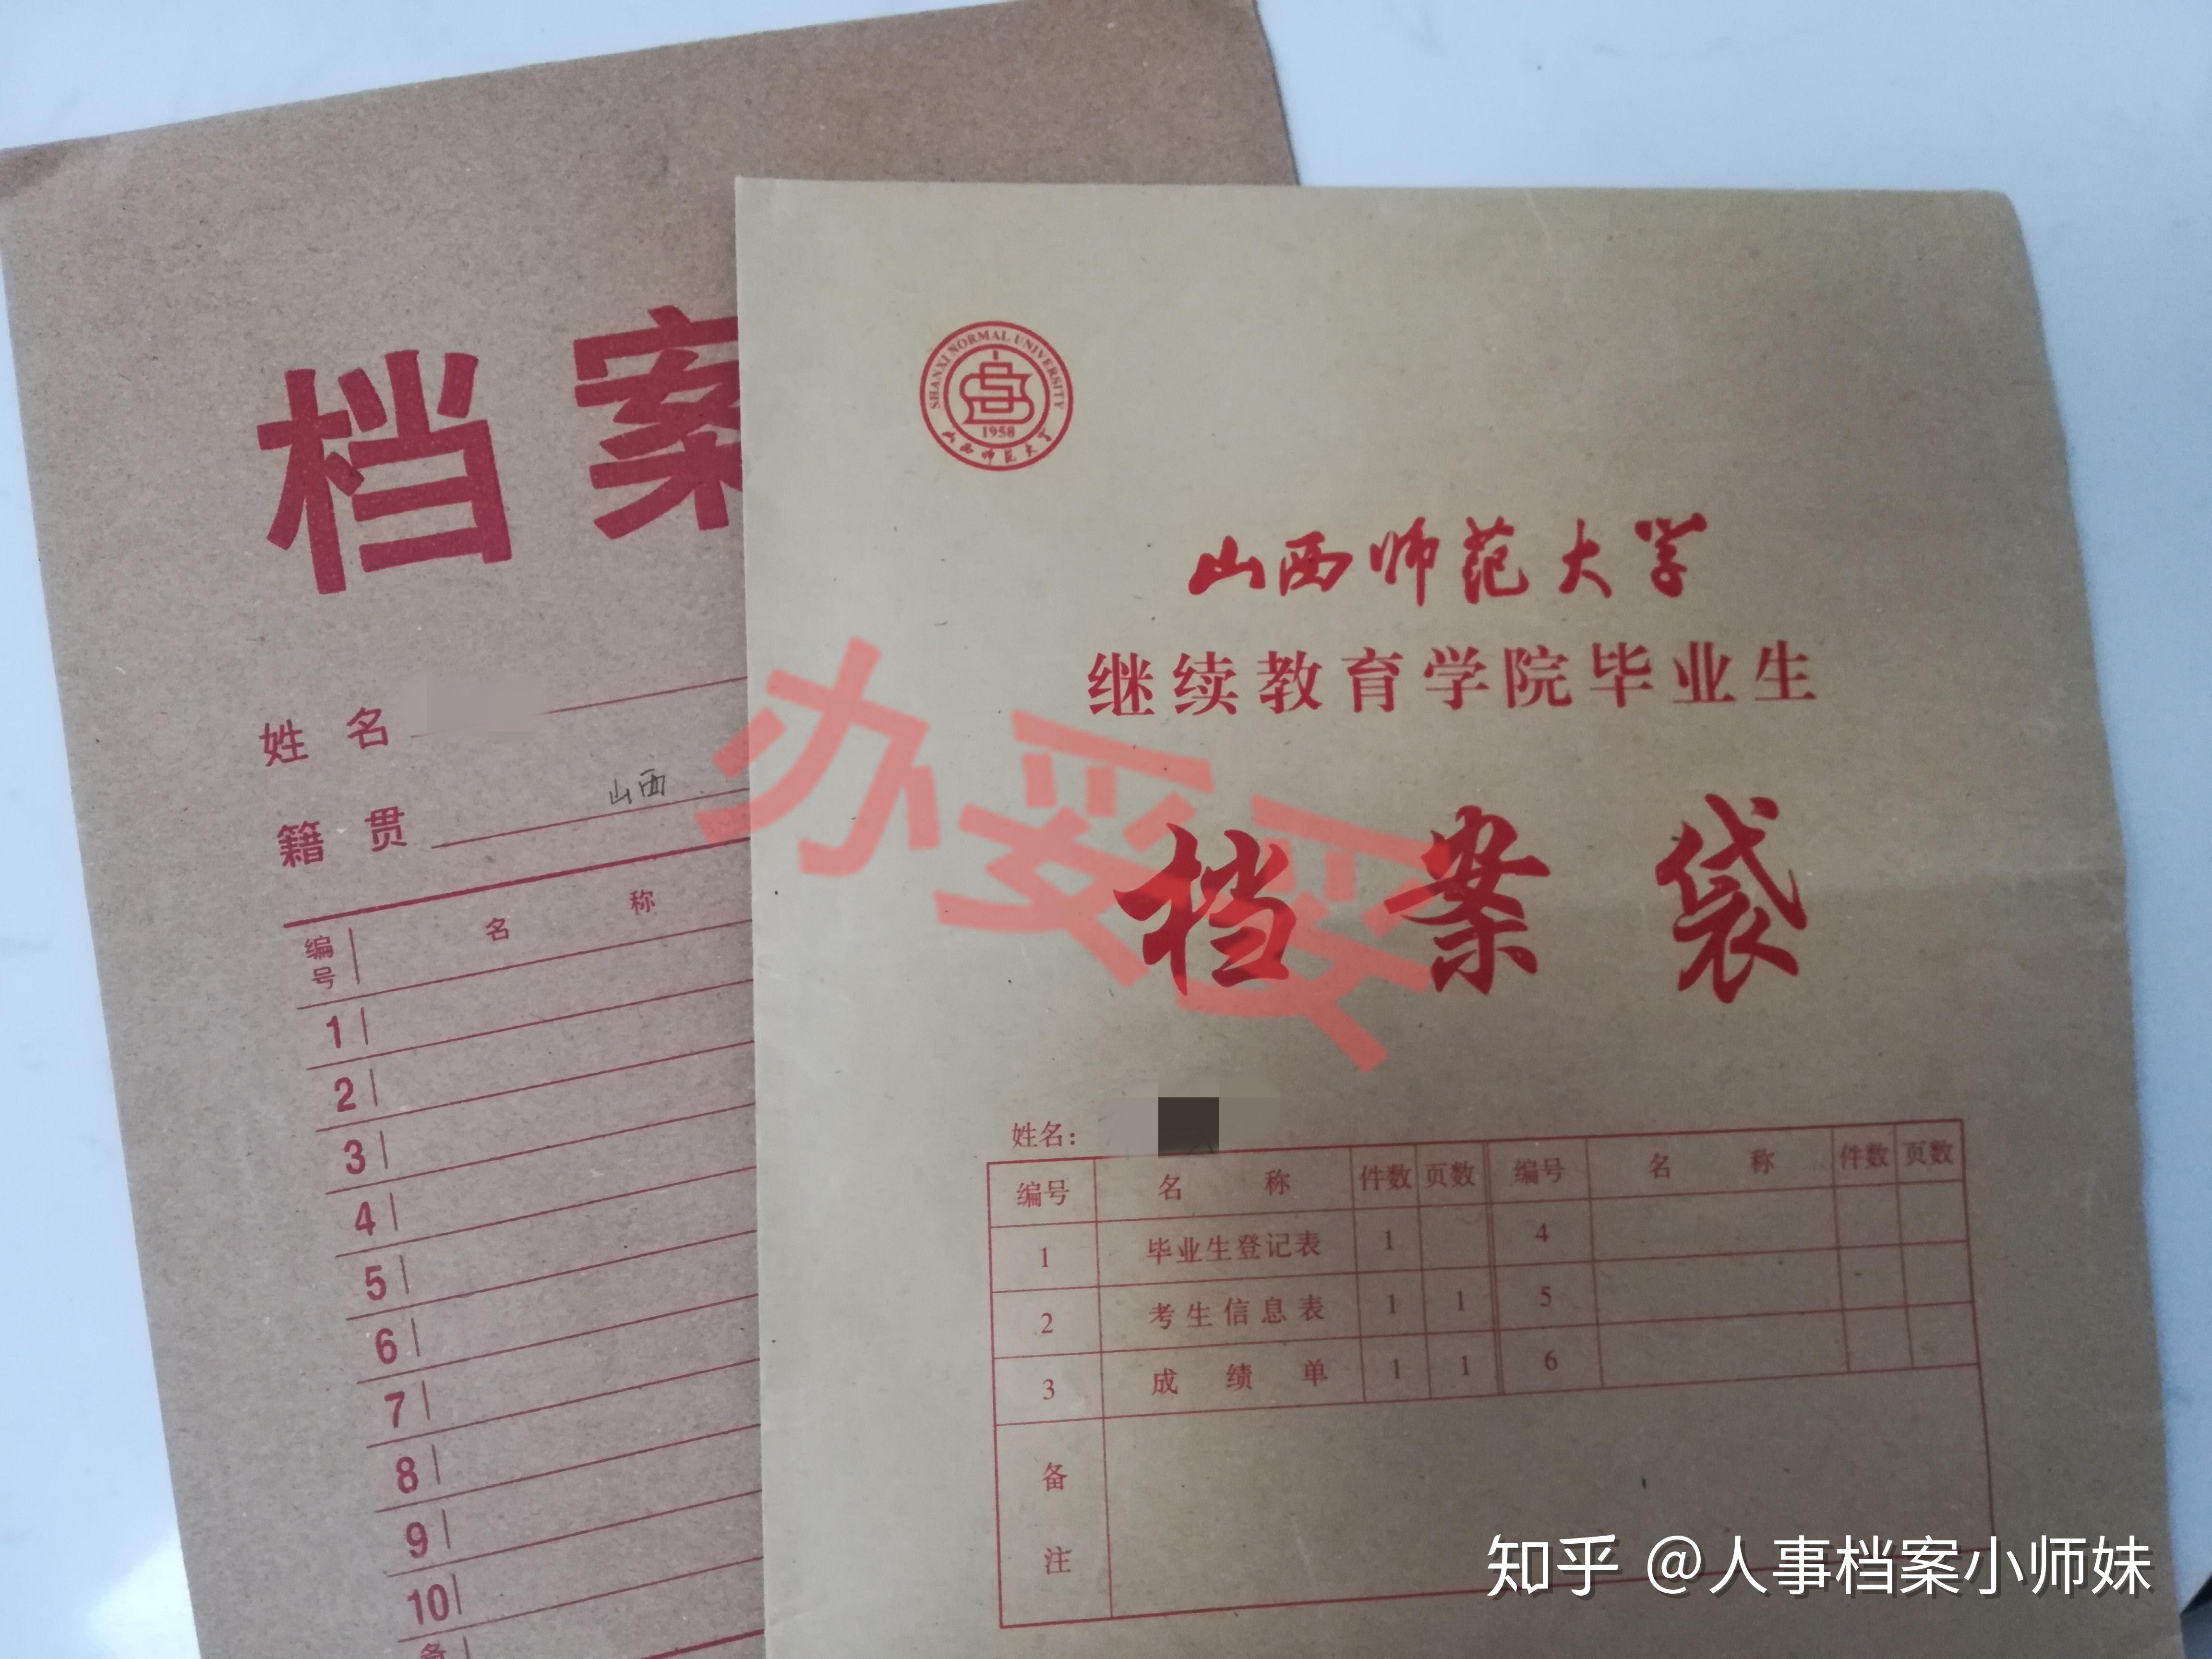 档案
姓名
籍贯 山西
编号 名称
1
2
3
4
5
6
7
8
9
10
备
SHANXI NORMAL UNIVERSITY
1958
山西师范大学
山西师范大学
继续教育学院毕业生
档案袋
办妥妥
姓名：
编号 名称 件数 页数 编号 名称 件数 页数
1 毕业生登记表 1 4
2 考生信息表 1 1 5
3 成绩单 1 1 6
备注
知乎 @人事档案小师妹